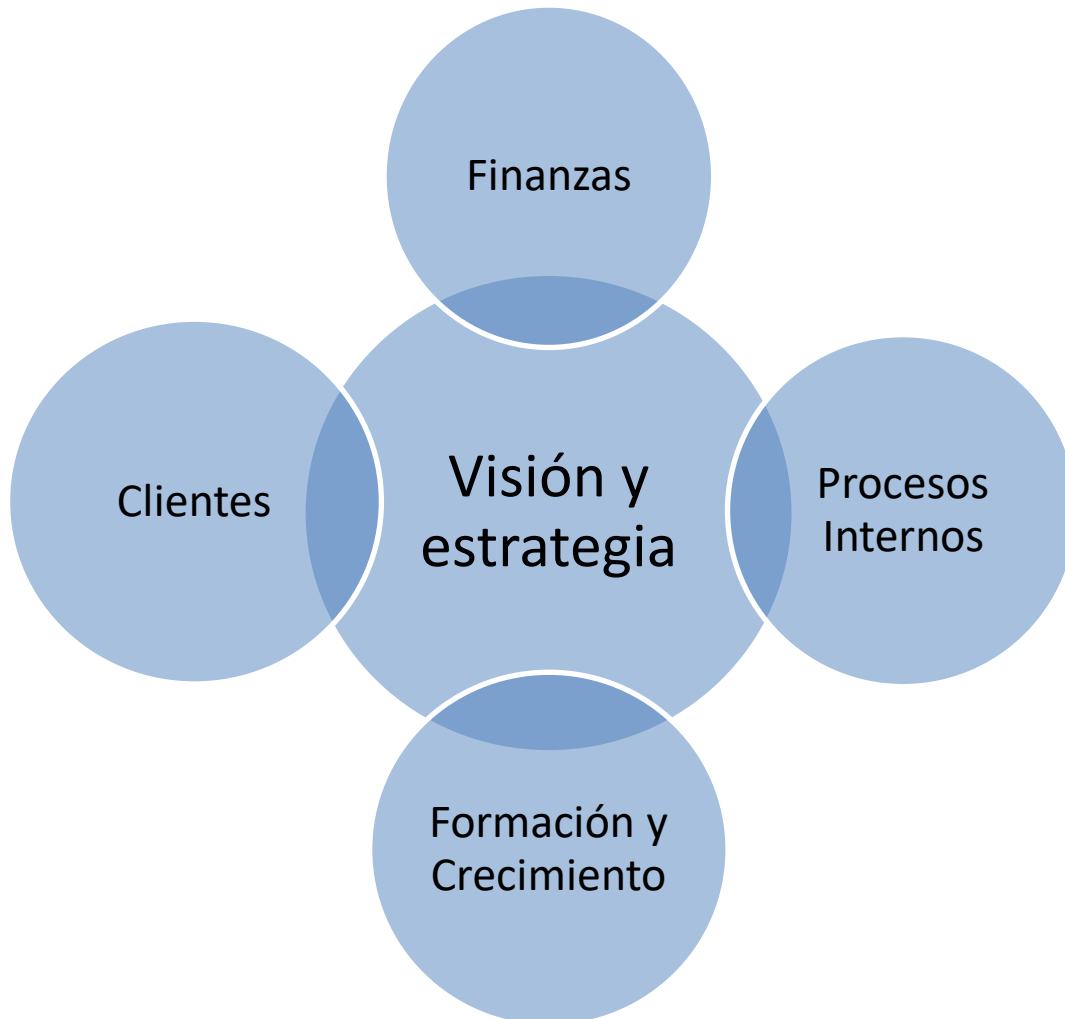 Finanzas
Clientes
Visión y
estrategia
Procesos
Internos
Formación y
Crecimiento